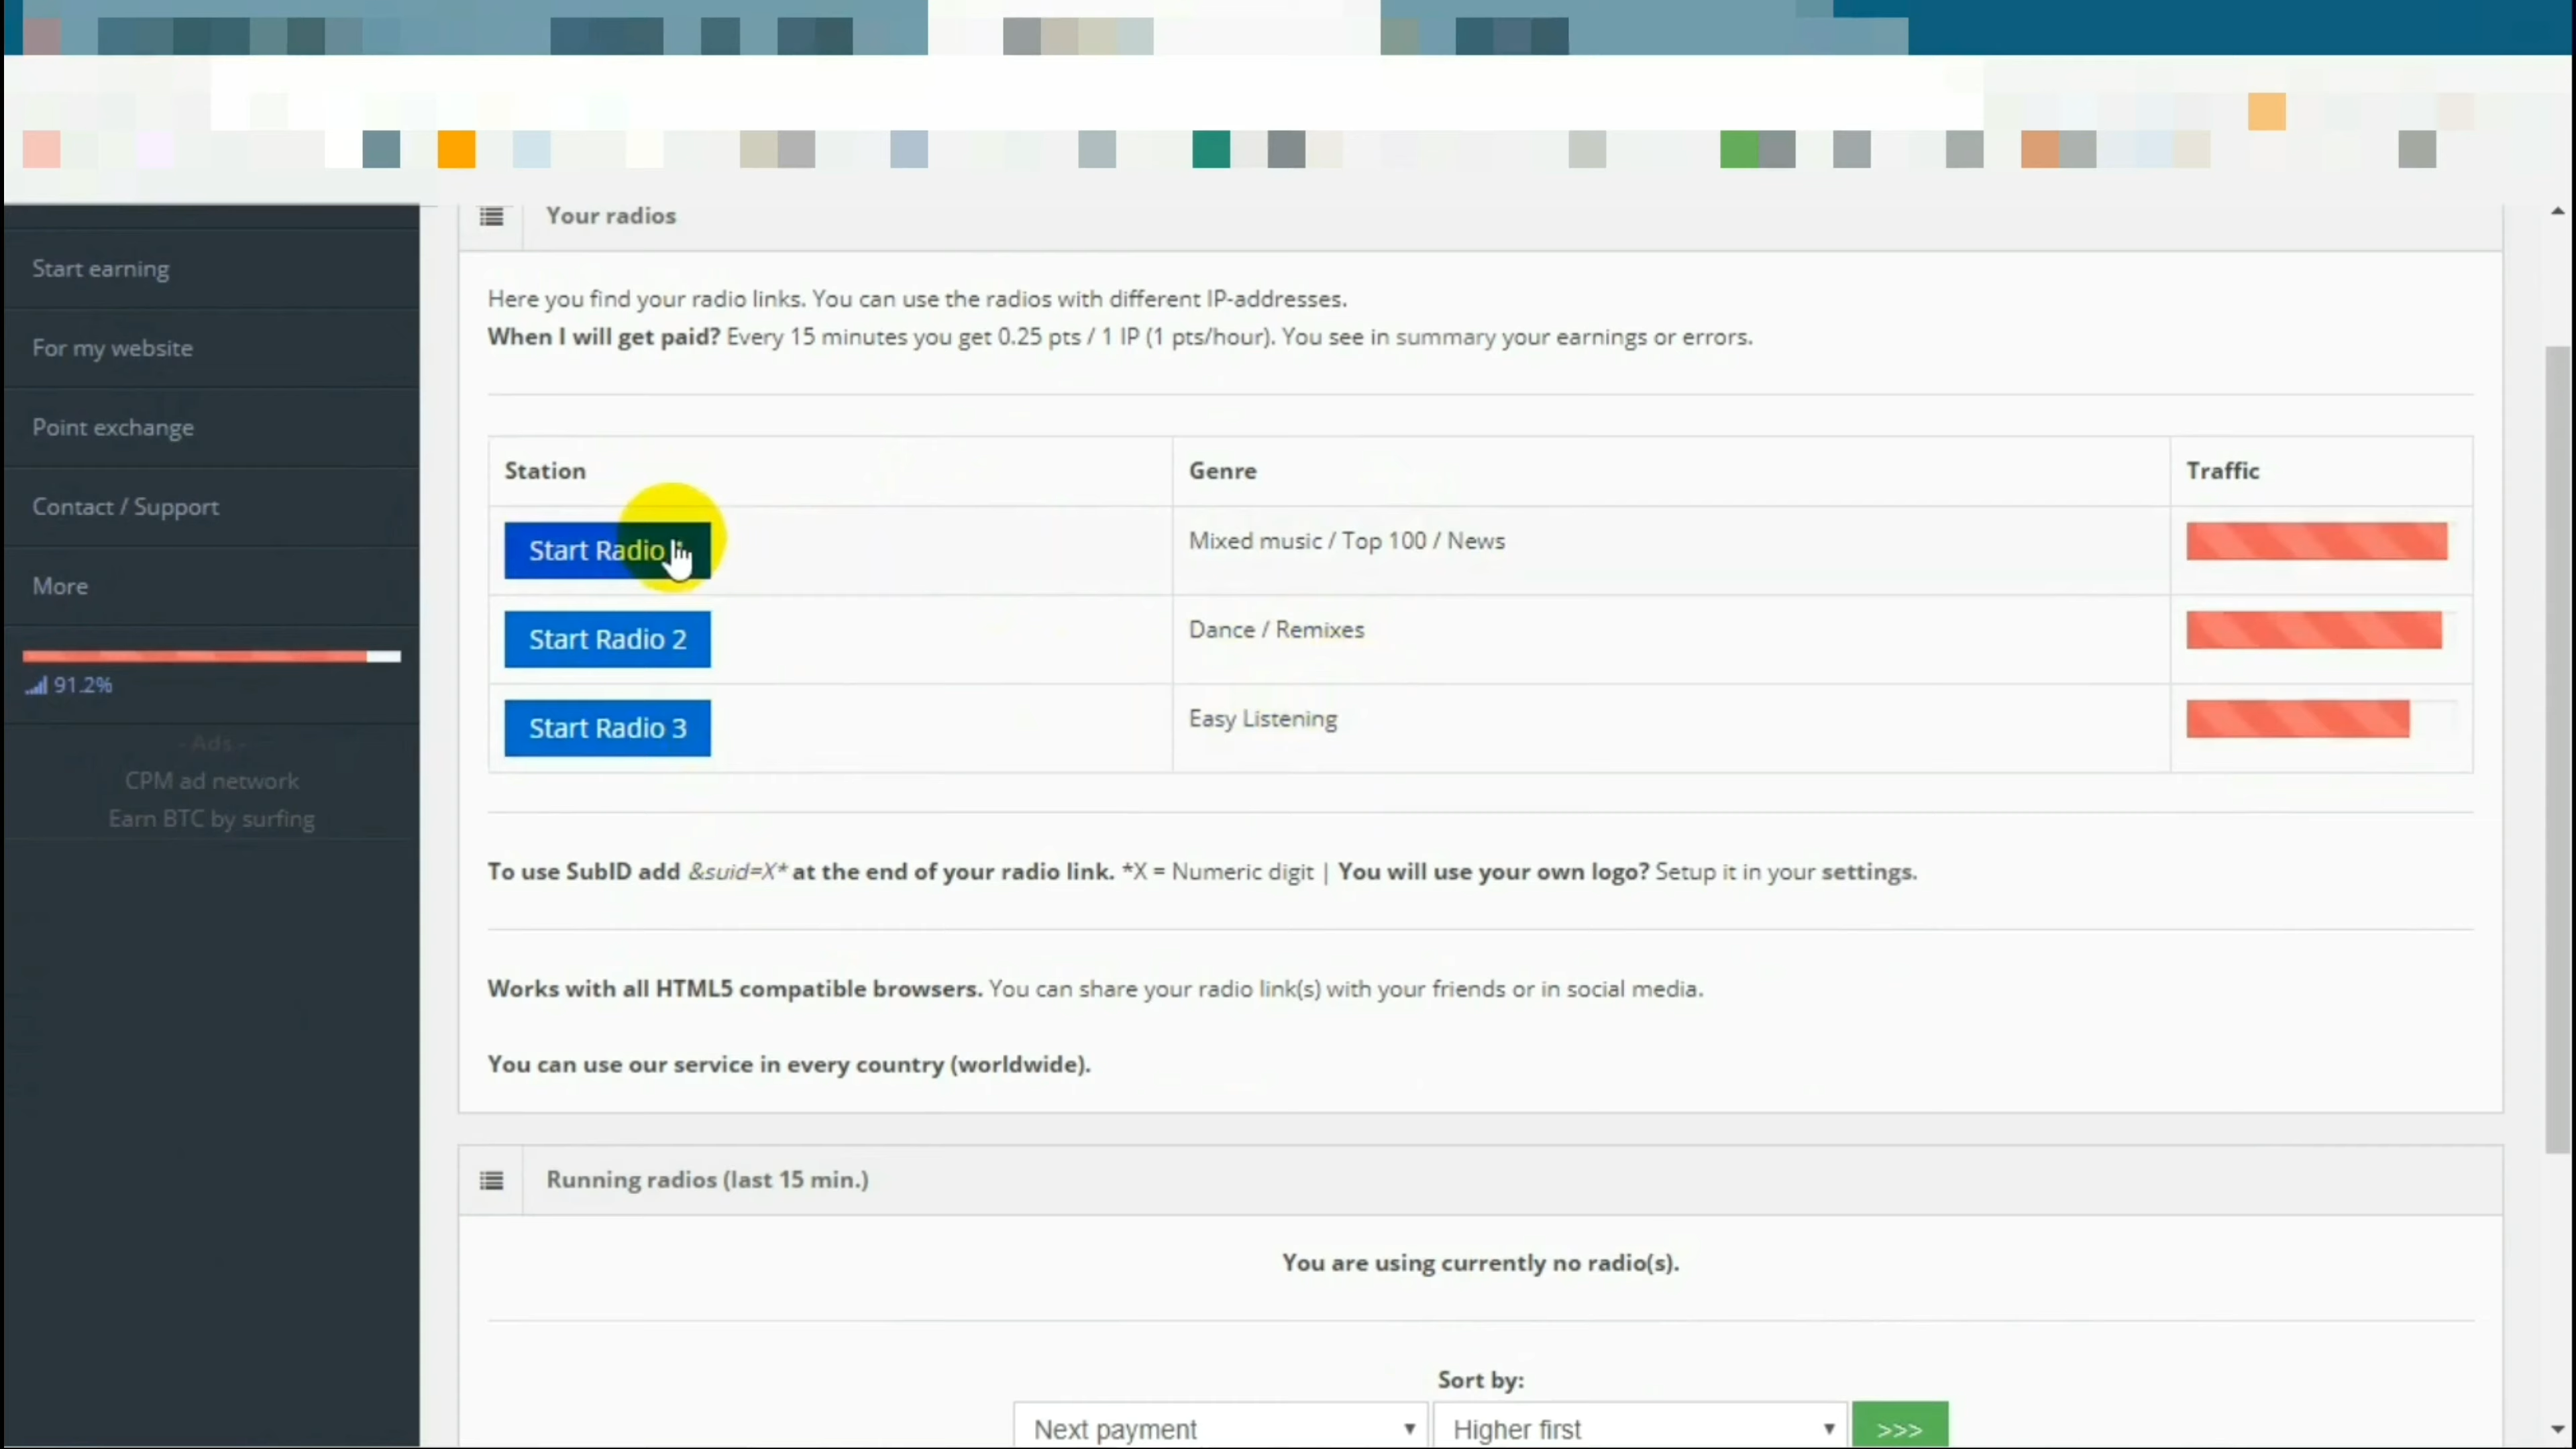 Your radios
Start earning
For my website
Point exchange
Contact / Support
More
91.2%
- Ads -
CPM ad network
Earn BTC by surfing
Here you find your radio links. You can use the radios with different IP-addresses.
When I will get paid? Every 15 minutes you get 0.25 pts / 1 IP (1 pts/hour). You see in summary your earnings or errors.
Station Genre Traffic
Start Radio Mixed music / Top 100 / News
Start Radio 2 Dance / Remixes
Start Radio 3 Easy Listening
To use SubID add &suid=X* at the end of your radio link. *X = Numeric digit | You will use your own logo? Setup it in your settings.
Works with all HTML5 compatible browsers. You can share your radio link(s) with your friends or in social media.
You can use our service in every country (worldwide).
Running radios (last 15 min.)
You are using currently no radio(s).
Sort by:
Next payment Higher first >>>